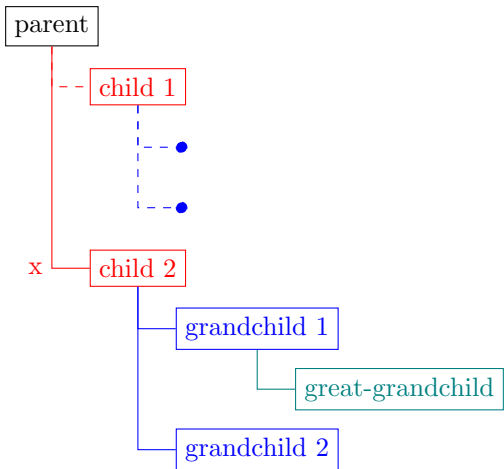 parent
child 1
x
child 2
grandchild 1
great-grandchild
grandchild 2